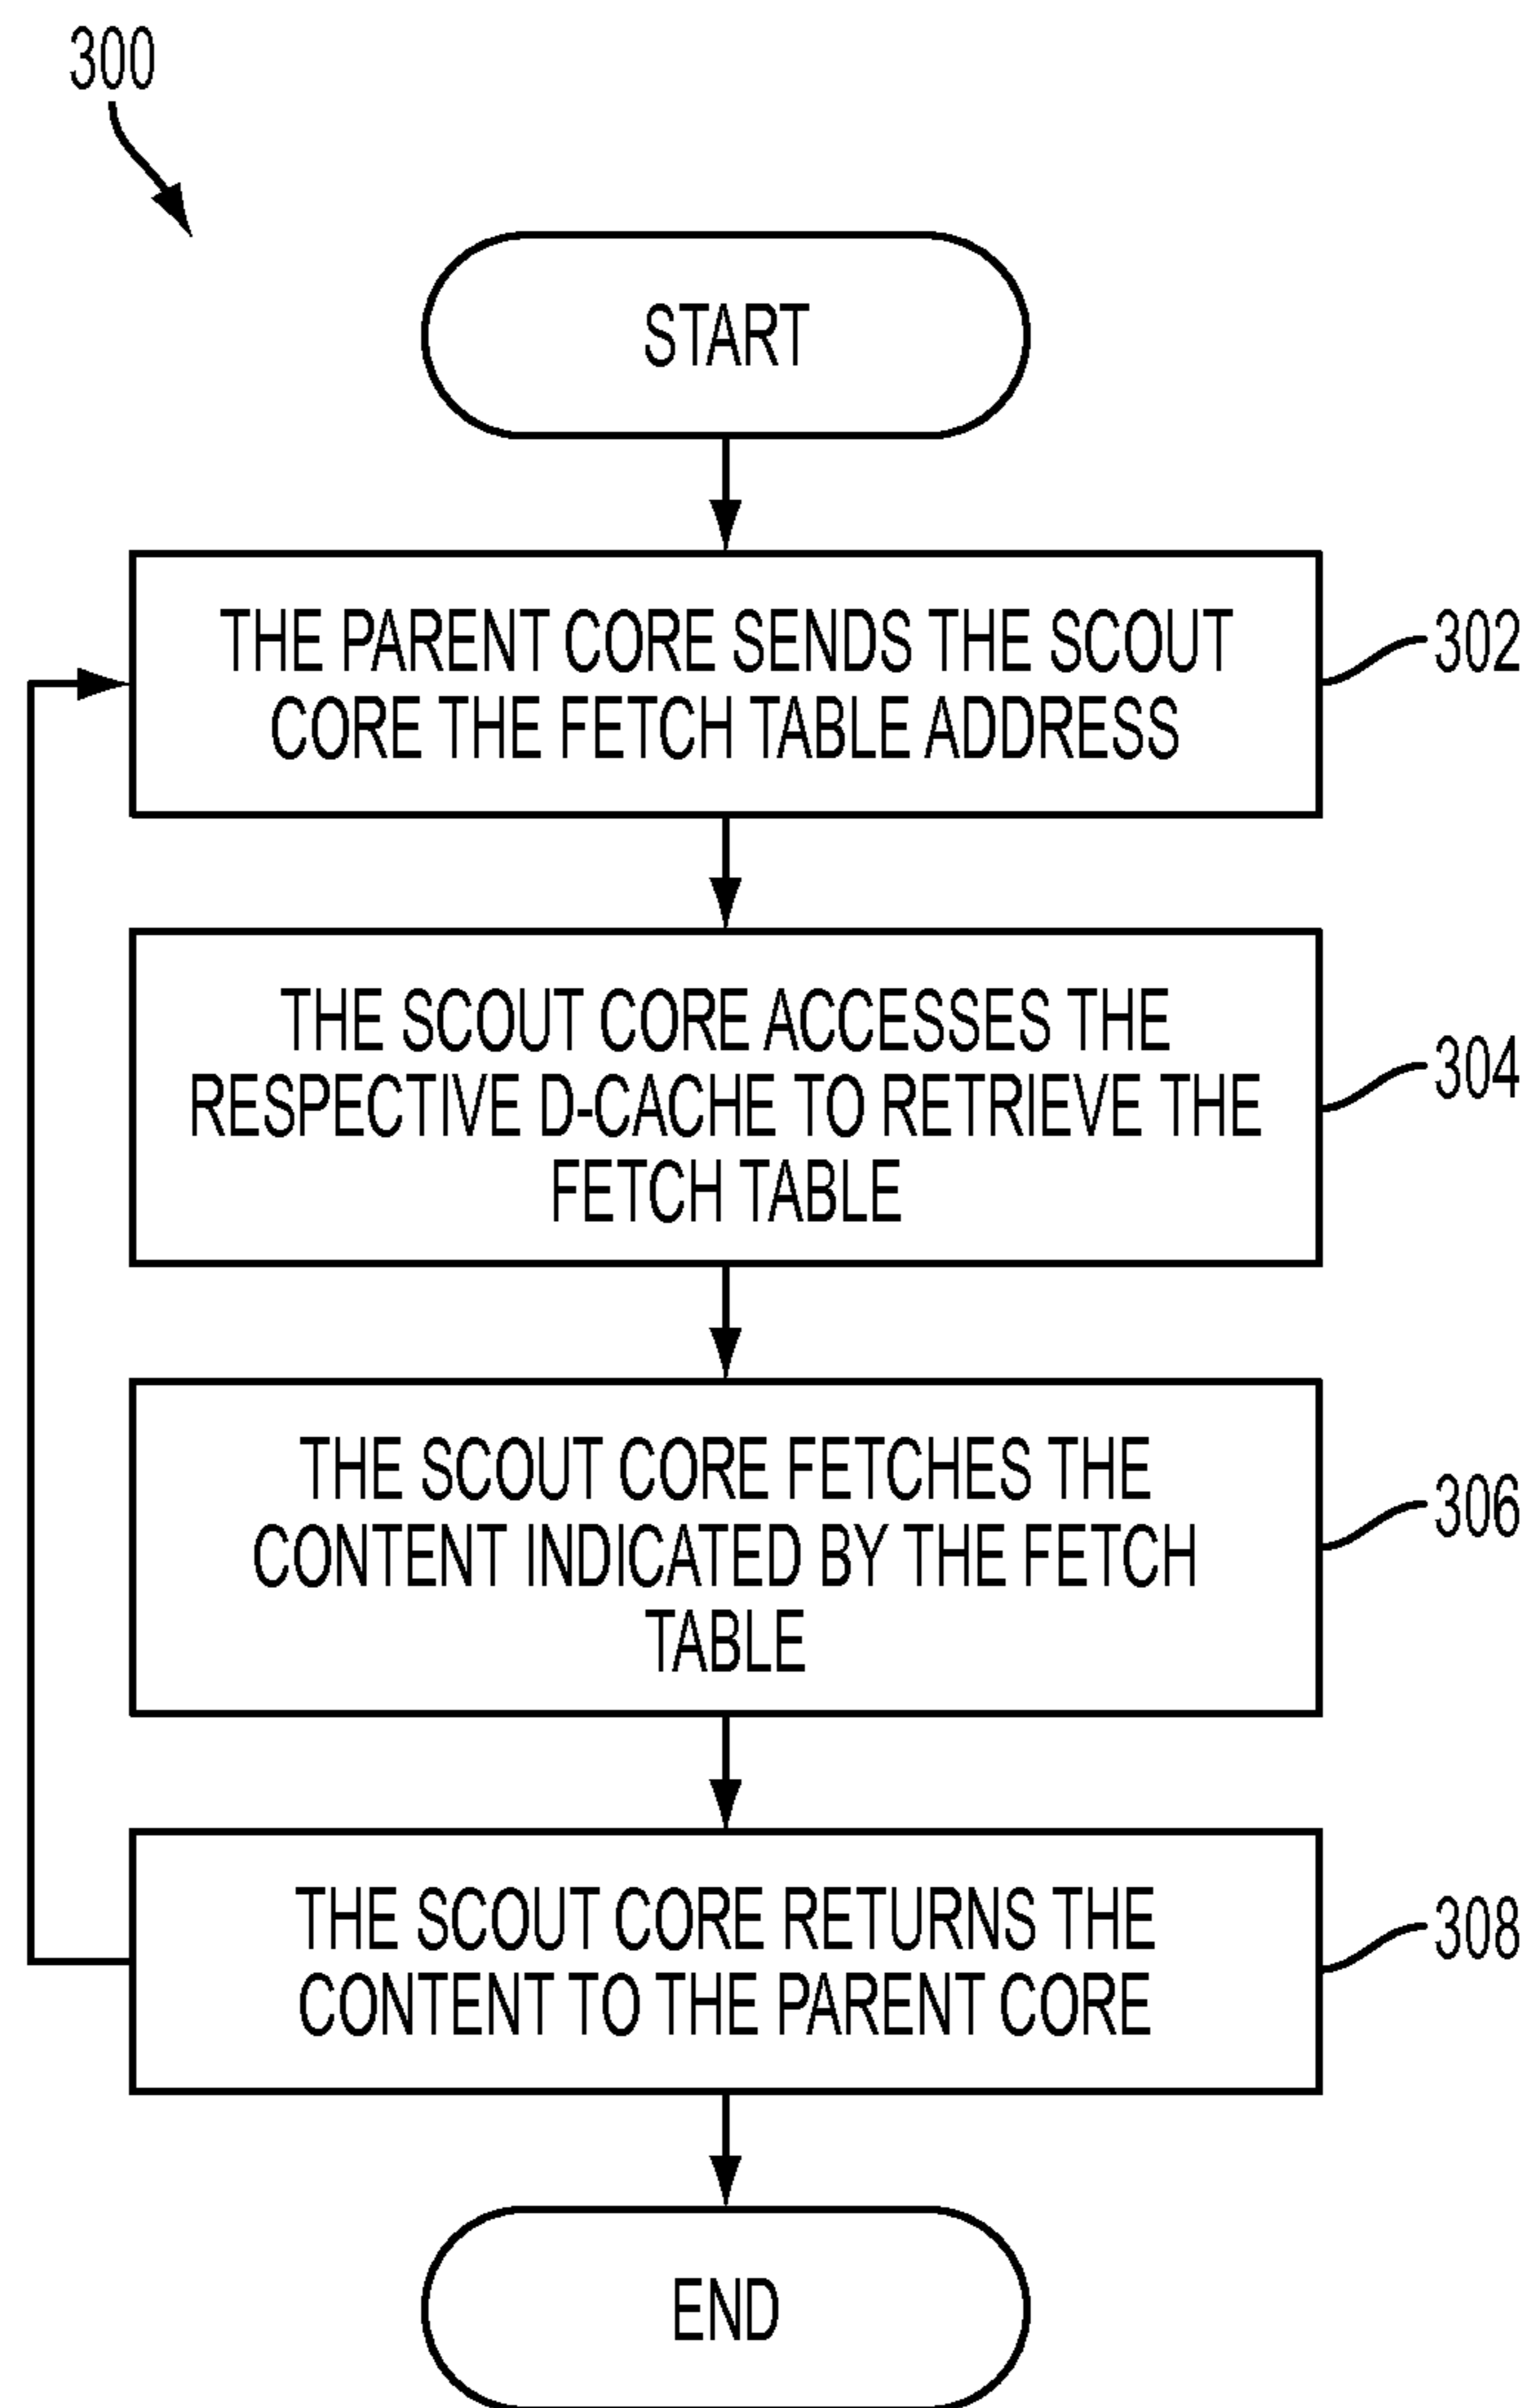 300
START
THE PARENT CORE SENDS THE SCOUT
CORE THE FETCH TABLE ADDRESS
302
THE SCOUT CORE ACCESSES THE
RESPECTIVE D-CACHE TO RETRIEVE THE
FETCH TABLE
304
THE SCOUT CORE FETCHES THE
CONTENT INDICATED BY THE FETCH
TABLE
306
THE SCOUT CORE RETURNS THE
CONTENT TO THE PARENT CORE
308
END